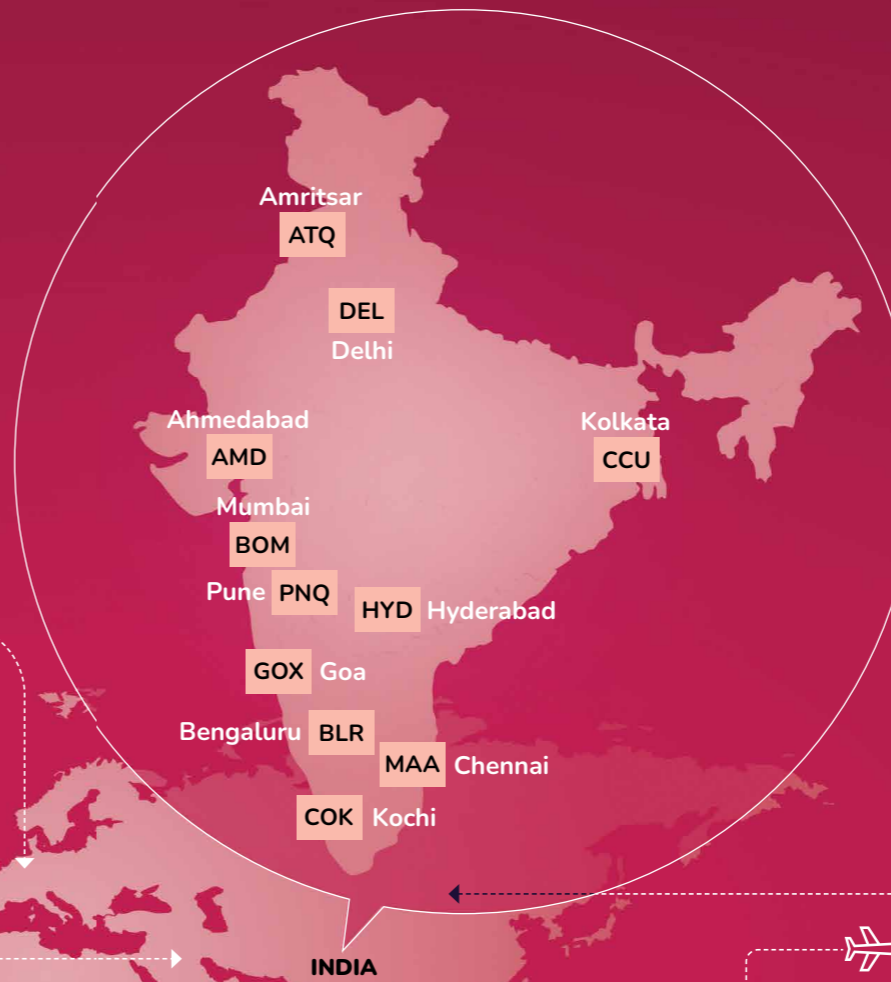 Amritsar
ATQ
DEL
Delhi
Ahmedabad
AMD
Kolkata
CCU
Mumbai
BOM
Pune PNQ
HYD Hyderabad
GOX Goa
Bengaluru BLR
MAA Chennai
COK Kochi
INDIA